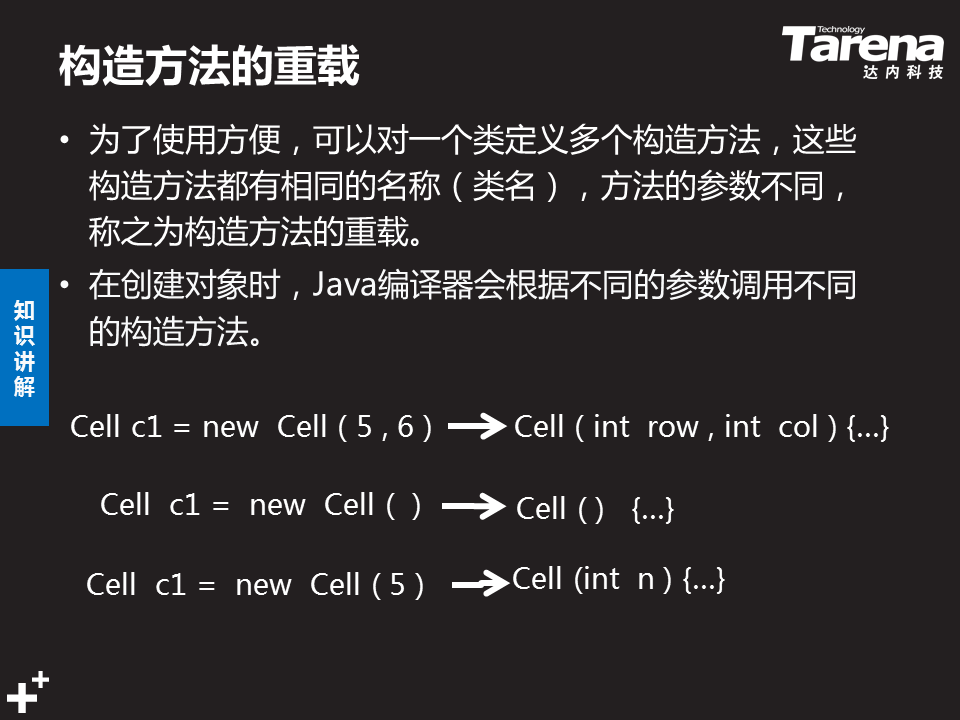 构造方法的重载
Technology
Tarena
达内科技
• 为了使用方便，可以对一个类定义多个构造方法，这些
构造方法都有相同的名称（类名），方法的参数不同，
称之为构造方法的重载。
• 在创建对象时，Java编译器会根据不同的参数调用不同
的构造方法。
知
识
讲
解
Cell c1 = new Cell ( 5 , 6 ) Cell ( int row , int col ) {…}
Cell c1 = new Cell ( ) Cell ( ) {…}
Cell c1 = new Cell ( 5 ) Cell (int n ) {…}